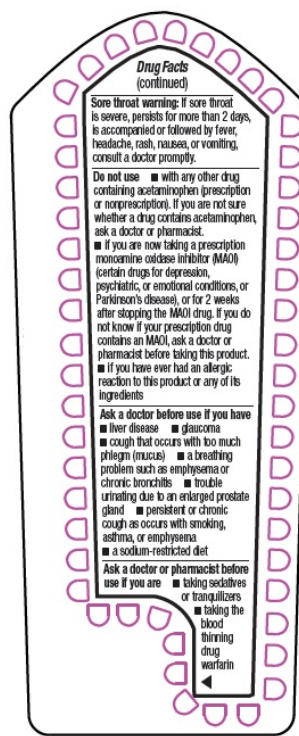 Drug Facts
(continued)
Sore throat warning: If sore throat
is severe, persists for more than 2 days,
is accompanied or followed by fever,
headache, rash, nausea, or vomiting,
consult a doctor promptly.
Do not use ■ with any other drug
containing acetaminophen (prescription
or nonprescription). If you are not sure
whether a drug contains acetaminophen,
ask a doctor or pharmacist.
■ if you are now taking a prescription
monoamine oxidase inhibitor (MAOI)
(certain drugs for depression,
psychiatric, or emotional conditions, or
Parkinson's disease), or for 2 weeks
after stopping the MAOI drug. If you do
not know if your prescription drug
contains an MAOI, ask a doctor or
pharmacist before taking this product.
■ if you have ever had an allergic
reaction to this product or any of its
ingredients
Ask a doctor before use if you have
■ liver disease ■ glaucoma
■ cough that occurs with too much
phlegm (mucus) ■ a breathing
problem such as emphysema or
chronic bronchitis ■ trouble
urinating due to an enlarged prostate
gland ■ persistent or chronic
cough as occurs with smoking,
asthma, or emphysema
■ a sodium-restricted diet
Ask a doctor or pharmacist before
use if you are ■ taking sedatives
or tranquilizers
■ taking the
blood
thinning
drug
warfarin